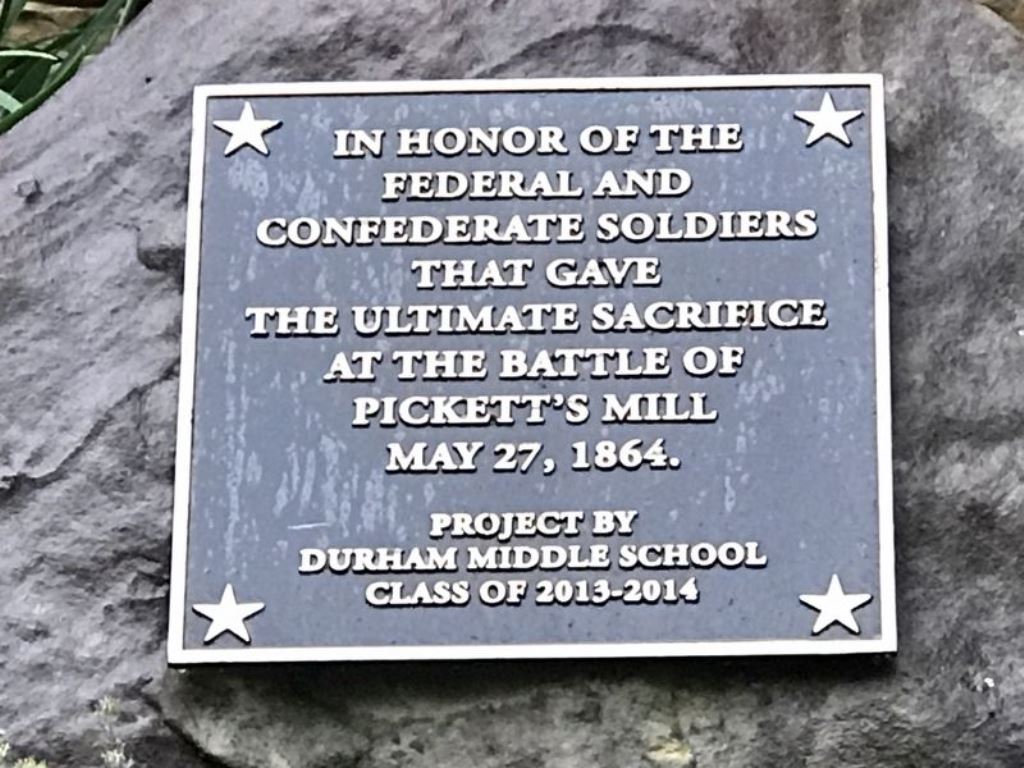 IN HONOR OF THE
FEDERAL AND
CONFEDERATE SOLDIERS
THAT GAVE
THE ULTIMATE SACRIFICE
AT THE BATTLE OF
PICKETT'S MILL
MAY 27, 1864.
PROJECT BY
DURHAM MIDDLE SCHOOL
CLASS OF 2013-2014